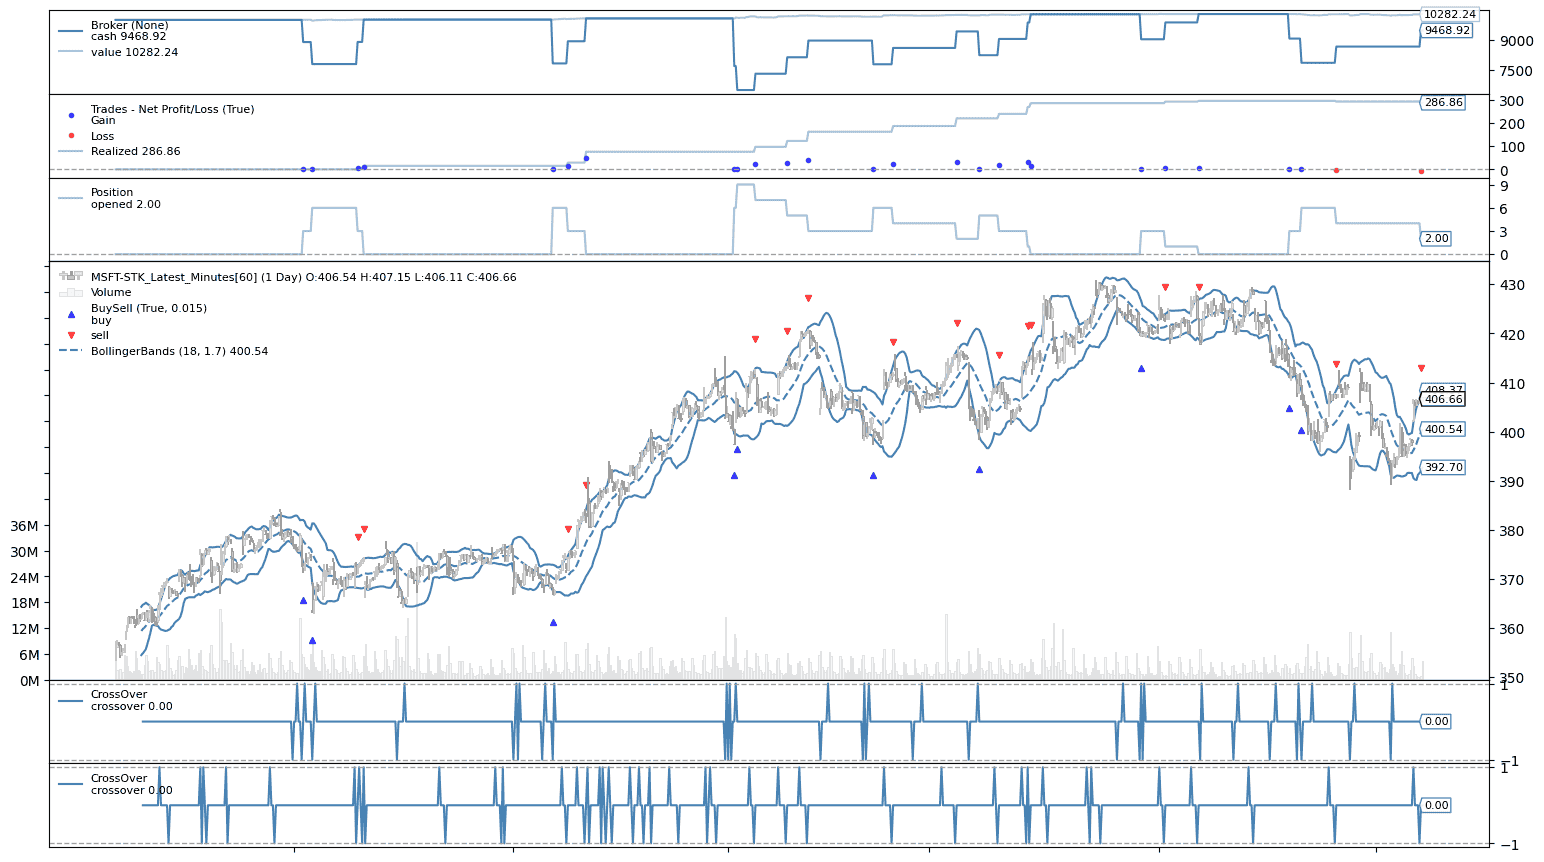 Broker (None)
cash 9468.92
value 10282.24
10282.24
9468.92
9000
7500
Trades - Net Profit/Loss (True)
Gain
Loss
Realized 286.86
300
286.86
200
100
0
Position
opened 2.00
9
6
3
2.00
0
MSFT-STK_Latest_Minutes[60] (1 Day) O:406.54 H:407.15 L:406.11 C:406.66
Volume
BuySell (True, 0.015)
buy
sell
BollingerBands (18, 1.7) 400.54
430
420
410
408.37
406.66
400.54
400
392.70
390
380
370
360
350
36M
30M
24M
18M
12M
6M
0M
CrossOver
crossover 0.00
1
0.00
−1
CrossOver
crossover 0.00
1
0.00
−1